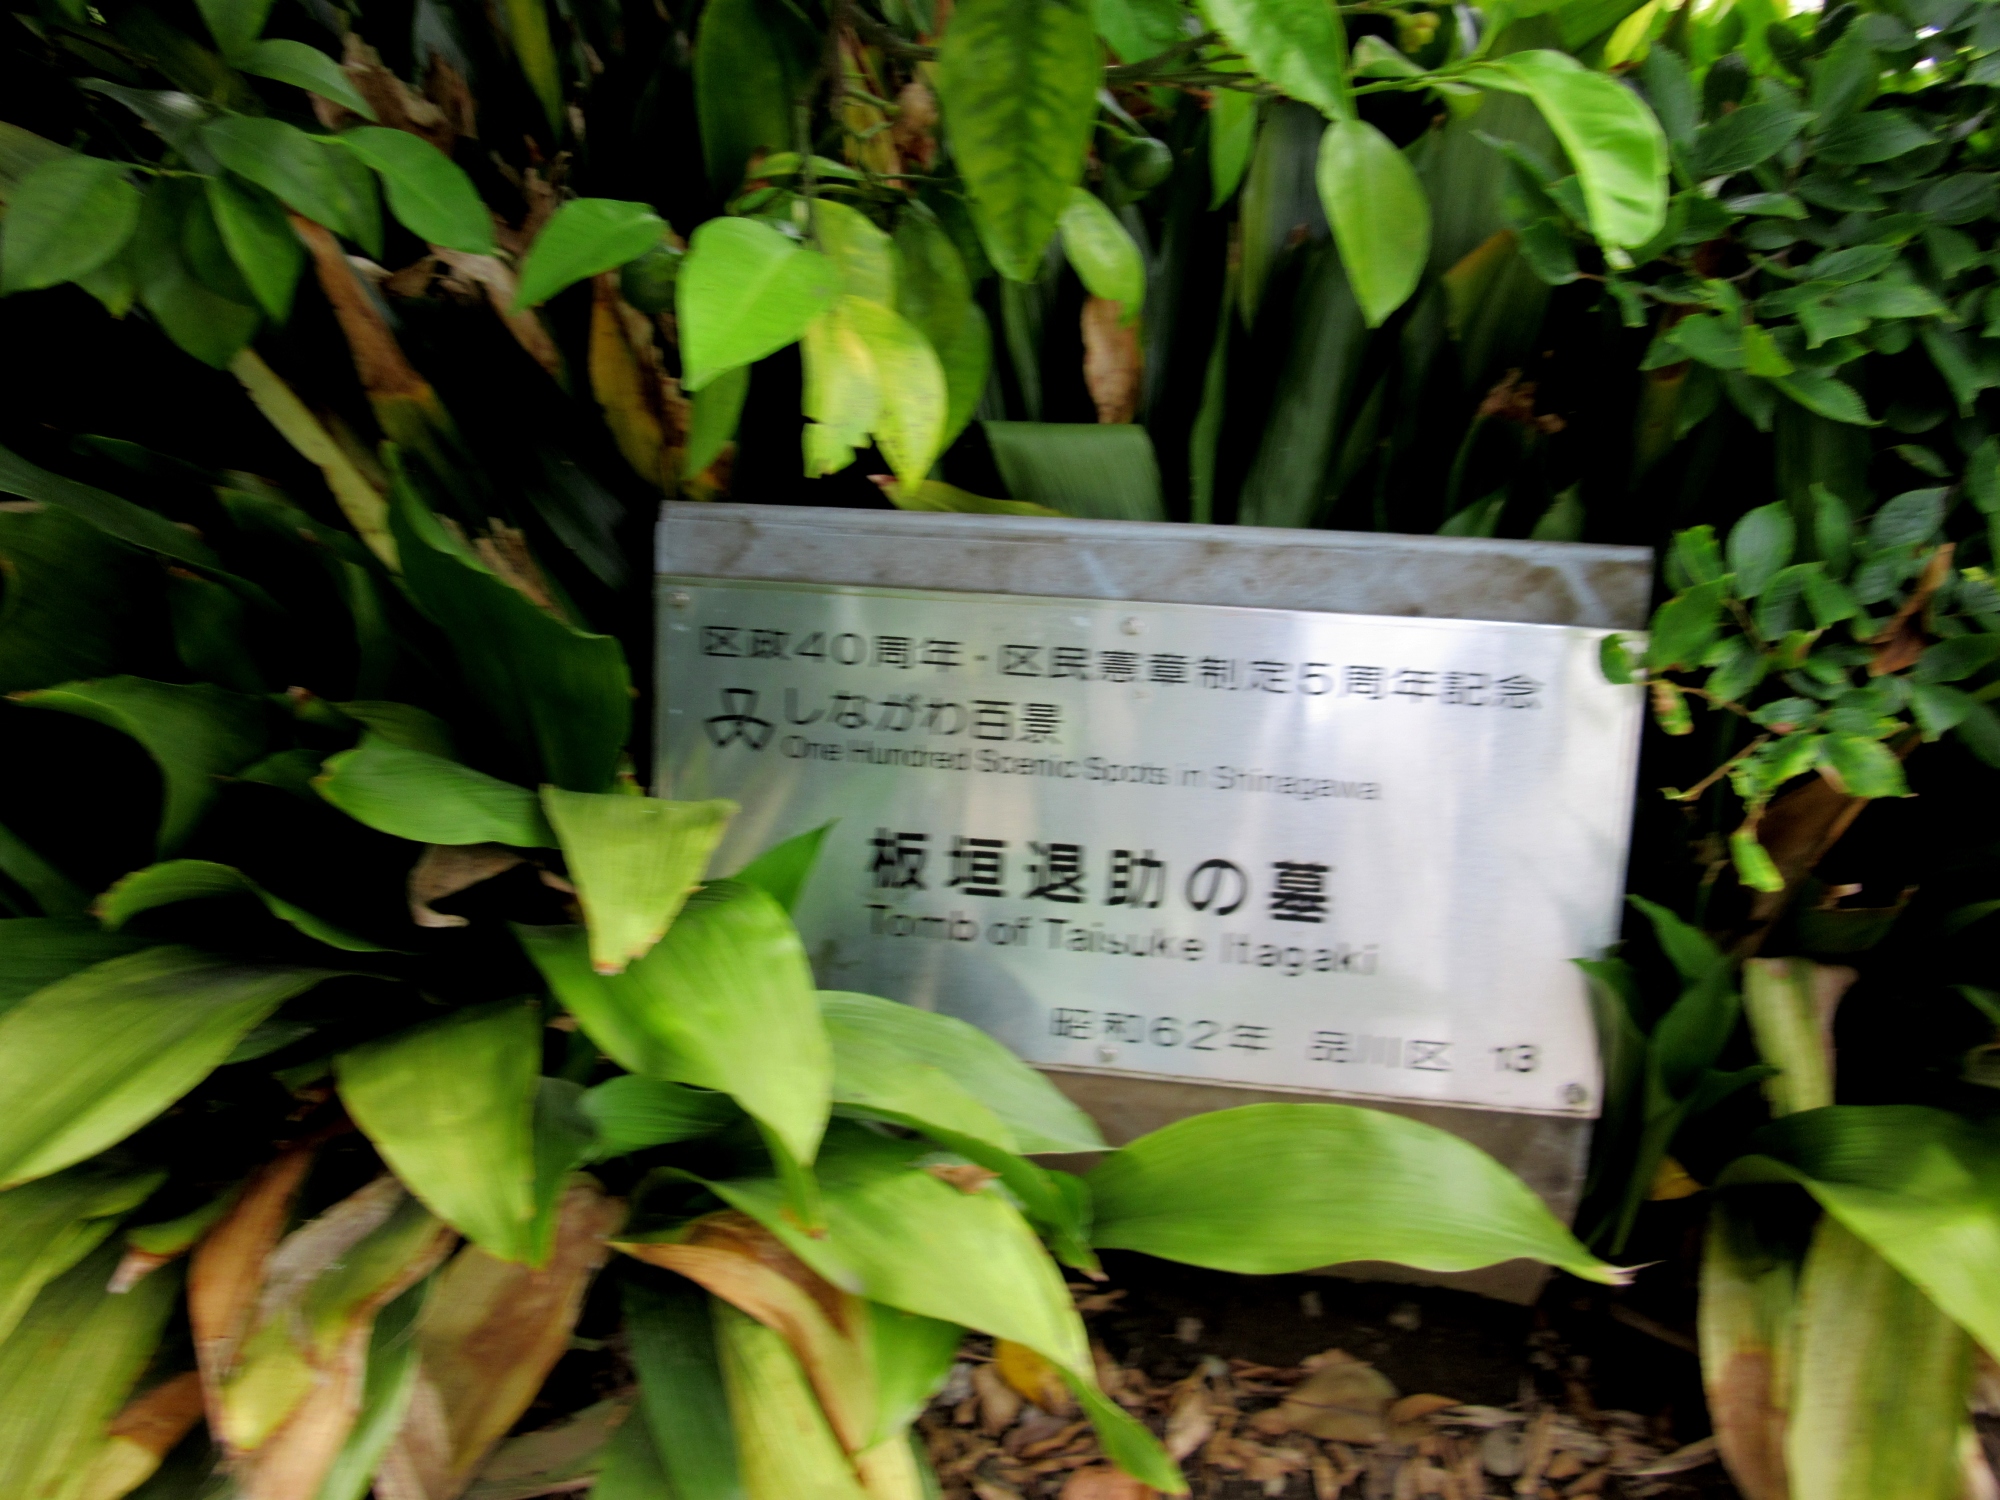 区政40周年・区民憲章制定5周年記念
しながわ百景
One Hundred Scenic Spots in Shinagawa
板垣退助の墓
Tomb of Taisuke Itagaki
昭和62年 品川区 13